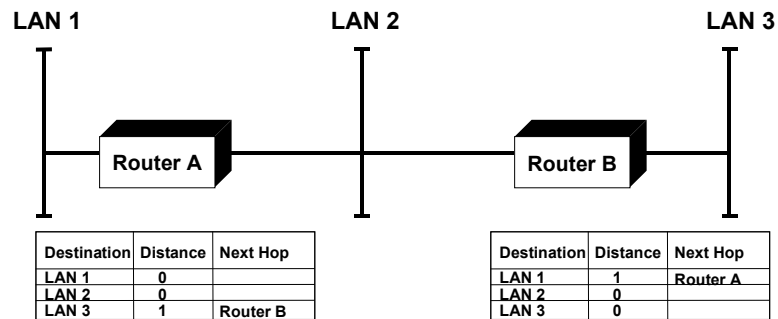 LAN 1 LAN 2 LAN 3
Router A Router B
Destination Distance Next Hop
LAN 1 0
LAN 2 0
LAN 3 1 Router B
Destination Distance Next Hop
LAN 1 1 Router A
LAN 2 0
LAN 3 0